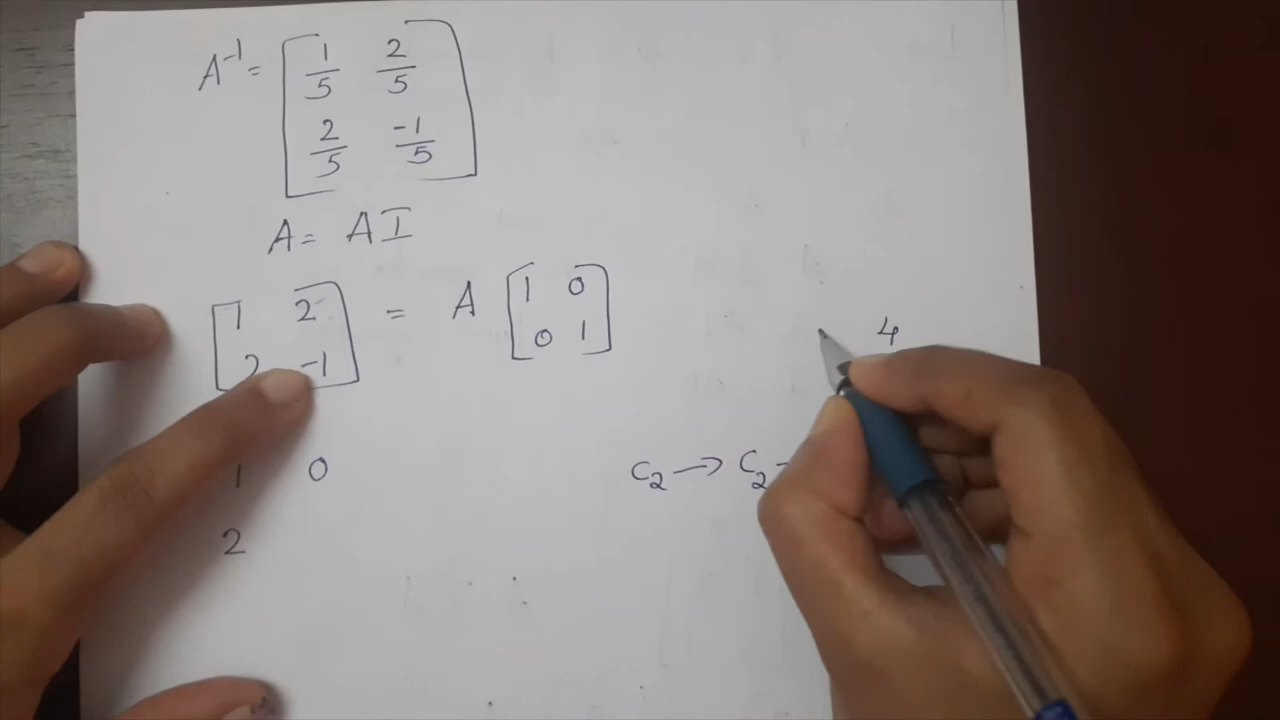 A⁻¹ = [ 1/5 2/5
2/5 -1/5 ]
A = A I
[ 1 2 = A [ 1 0
2 -1 ] 0 1 ]
4
1 0 C₂ → C₂ -
2